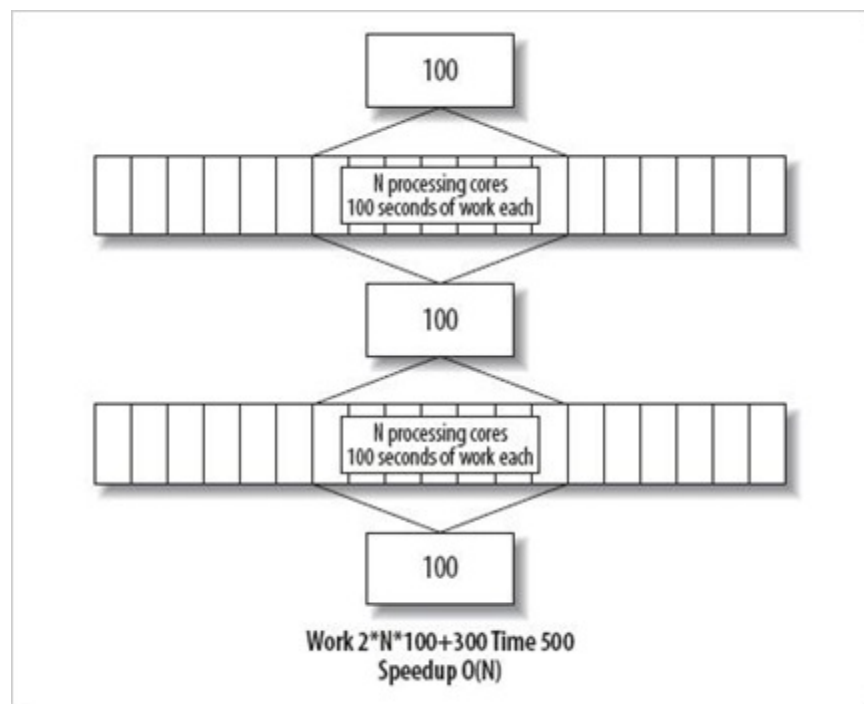 100
N processing cores
100 seconds of work each
100
N processing cores
100 seconds of work each
100
Work 2*N*100+300 Time 500
Speedup O(N)